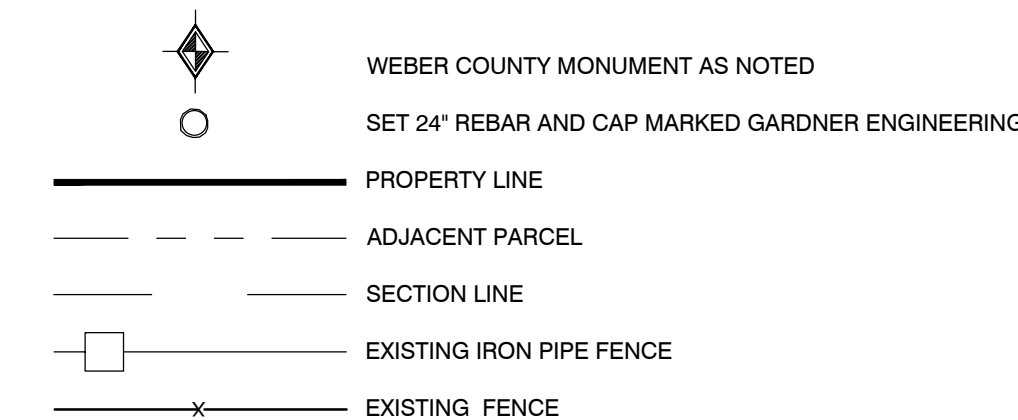 WEBER COUNTY MONUMENT AS NOTED
SET 24" REBAR AND CAP MARKED GARDNER ENGINEERING
PROPERTY LINE
ADJACENT PARCEL
SECTION LINE
EXISTING IRON PIPE FENCE
X EXISTING FENCE